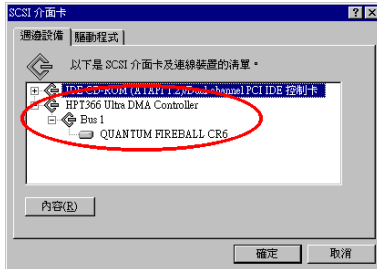 SCSI 介面卡
週邊設備 驅動程式
以下是 SCSI 介面卡及連線裝置的清單。
IDE CD-ROM (ATAPI 1.2)/Dual-channel PCI IDE 控制卡
HPT366 Ultra DMA Controller
Bus 1
QUANTUM FIREBALL CR6
內容(R)
確定 取消